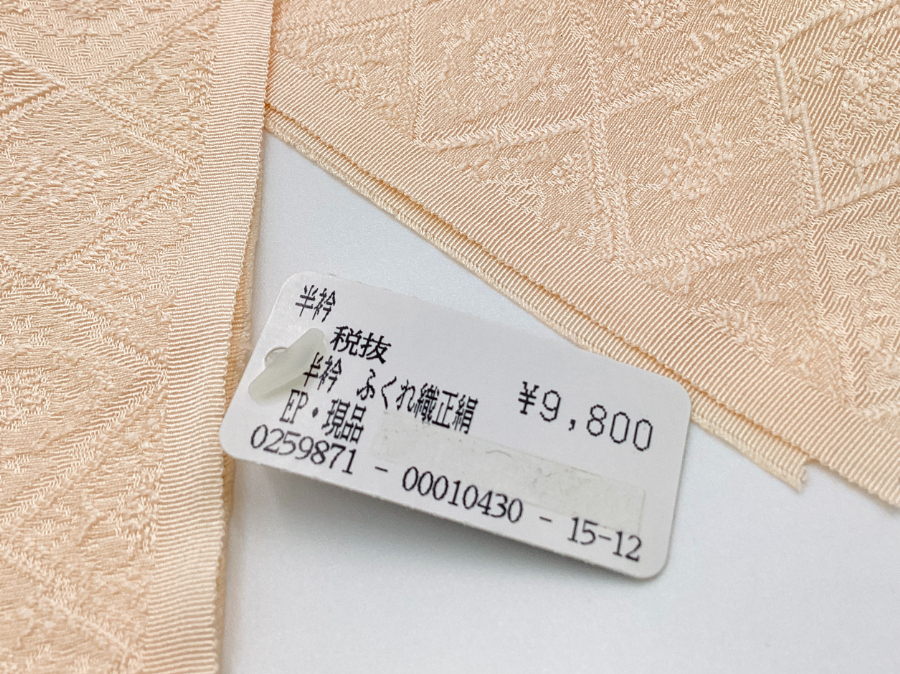 半衿
税抜 ¥9,800
半衿 ふくれ織正絹
EP・現品
0259871 - 00010430 - 15-12